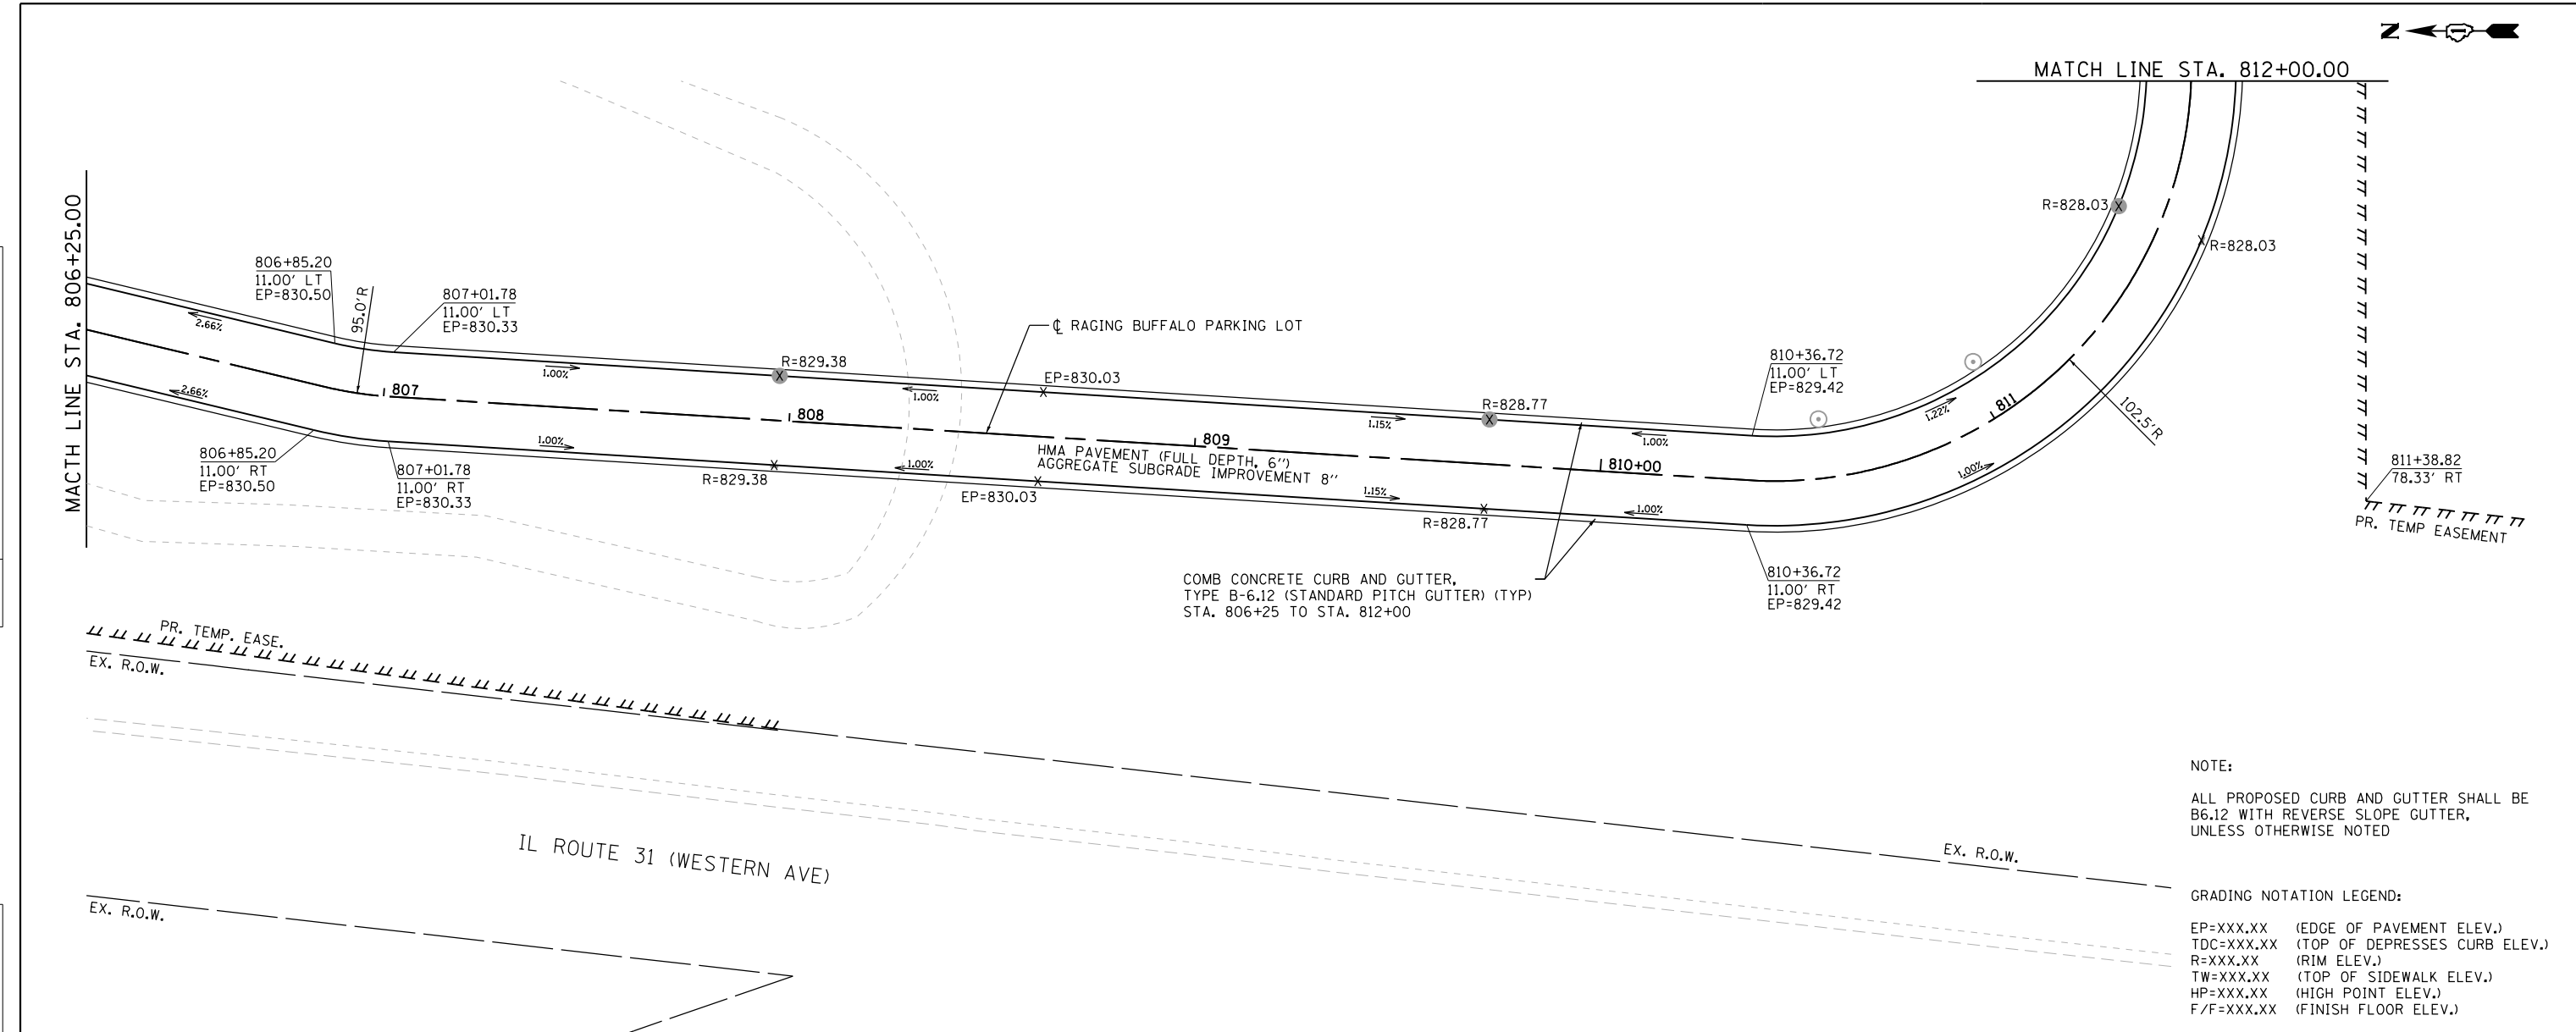 N
MATCH LINE STA. 812+00.00
MACTH LINE STA. 806+25.00
806+85.20
11.00' LT
EP=830.50
2.66%
95.0'R
807+01.78
11.00' LT
EP=830.33
1.00%
R=829.38
1.00%
EP=830.03
℄ RAGING BUFFALO PARKING LOT
1.15%
R=828.77
1.00%
810+36.72
11.00' LT
EP=829.42
1.22%
R=828.03
R=828.03
807
808
809
810+00
811
102.5'R
2.66%
806+85.20
11.00' RT
EP=830.50
807+01.78
11.00' RT
EP=830.33
1.00%
R=829.38
1.00%
EP=830.03
HMA PAVEMENT (FULL DEPTH, 6")
AGGREGATE SUBGRADE IMPROVEMENT 8"
1.15%
R=828.77
1.00%
1.00%
810+36.72
11.00' RT
EP=829.42
811+38.82
78.33' RT
PR. TEMP EASEMENT
COMB CONCRETE CURB AND GUTTER,
TYPE B-6.12 (STANDARD PITCH GUTTER) (TYP)
STA. 806+25 TO STA. 812+00
PR. TEMP. EASE.
EX. R.O.W.
IL ROUTE 31 (WESTERN AVE)
EX. R.O.W.
EX. R.O.W.
NOTE:
ALL PROPOSED CURB AND GUTTER SHALL BE
B6.12 WITH REVERSE SLOPE GUTTER,
UNLESS OTHERWISE NOTED
GRADING NOTATION LEGEND:
EP=XXX.XX (EDGE OF PAVEMENT ELEV.)
TDC=XXX.XX (TOP OF DEPRESSES CURB ELEV.)
R=XXX.XX (RIM ELEV.)
TW=XXX.XX (TOP OF SIDEWALK ELEV.)
HP=XXX.XX (HIGH POINT ELEV.)
F/F=XXX.XX (FINISH FLOOR ELEV.)